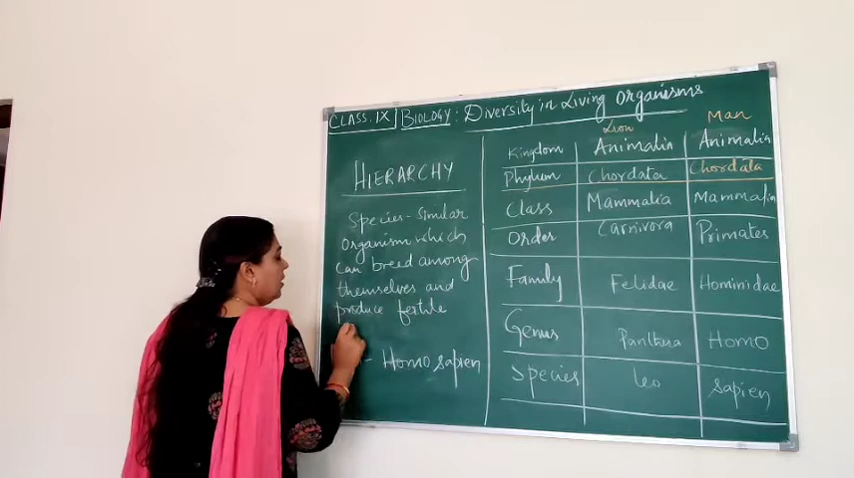 CLASS. IX BIOLOGY : Diversity in Living Organisms
HIERARCHY
Species - Similar
organism which
can breed among
themselves and
produce fertile
- Homo sapien
Lion Man
Kingdom Animalia Animalia
Phylum Chordata Chordata
Class Mammalia Mammalia
Order Carnivora Primates
Family Felidae Hominidae
Genus Panthera Homo
Species leo sapien